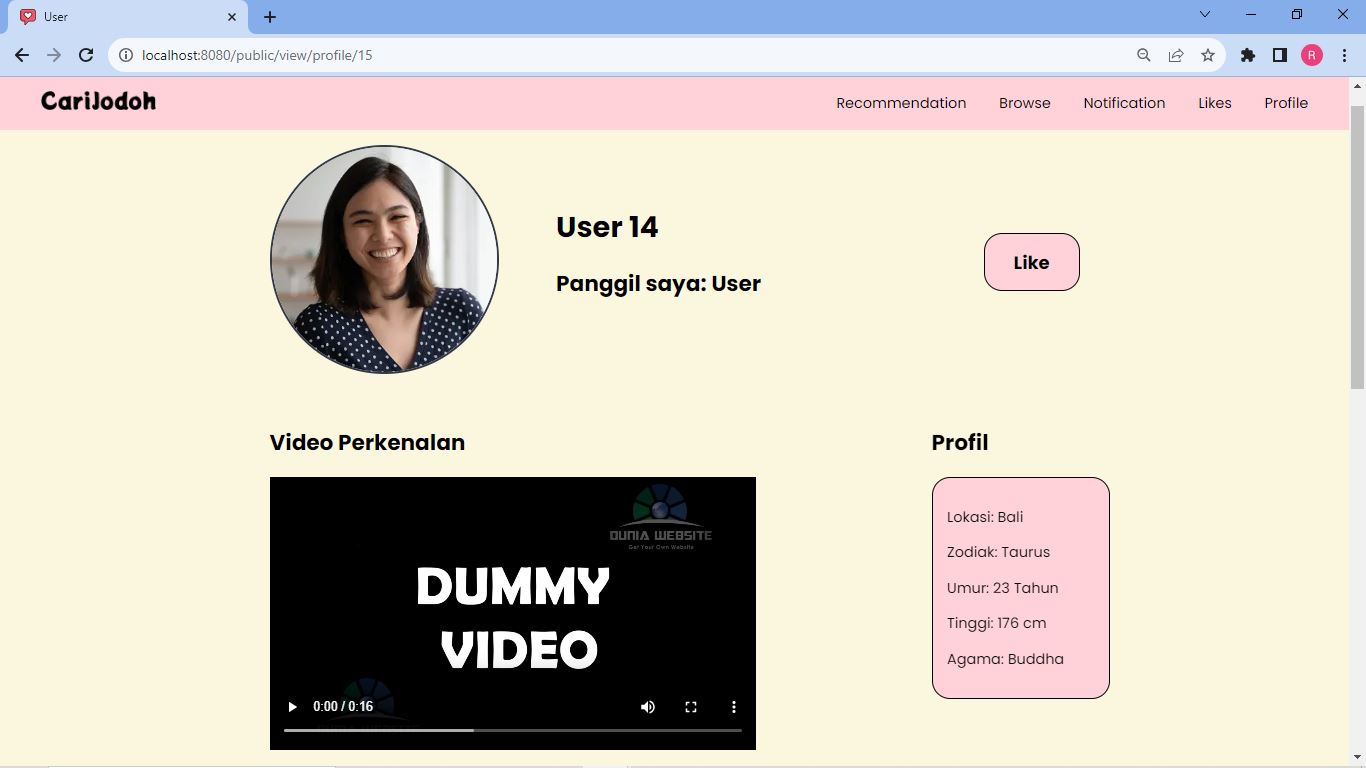 User
localhost:8080/public/view/profile/15
R
CariJodoh
Recommendation
Browse
Notification
Likes
Profile
User 14
Panggil saya: User
Like
Video Perkenalan
Profil
DUNIA WEBSITE
Get Your Own Website
DUMMY
VIDEO
0:00 / 0:16
Lokasi: Bali
Zodiak: Taurus
Umur: 23 Tahun
Tinggi: 176 cm
Agama: Buddha